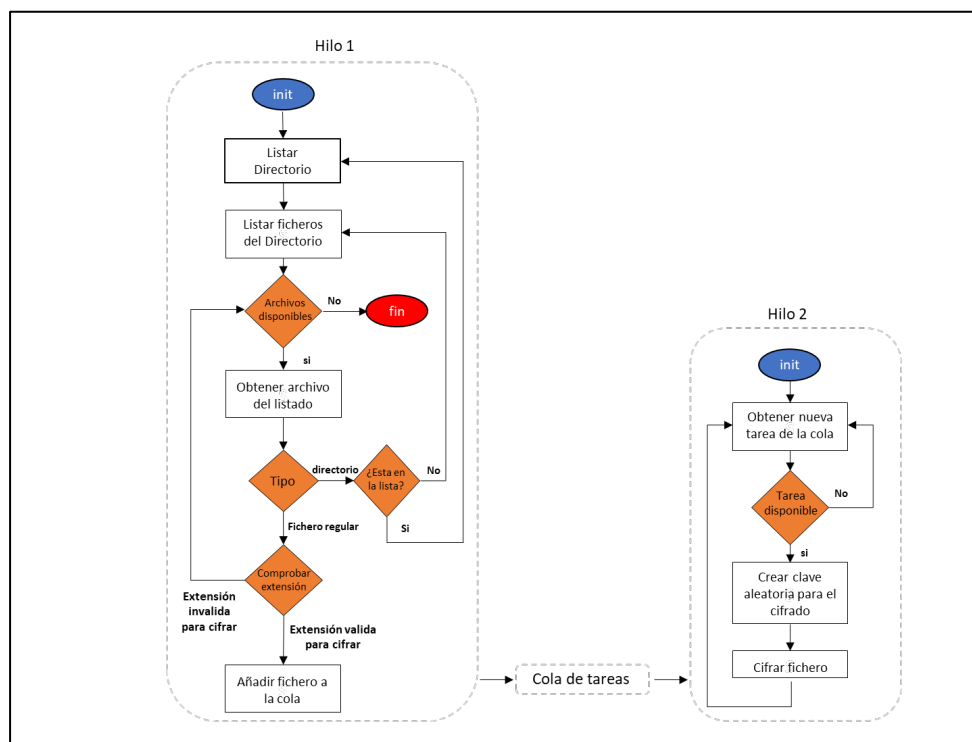 Hilo 1
init
Listar
Directorio
Listar ficheros
del Directorio
Archivos
disponibles
No
fin
si
Obtener archivo
del listado
Tipo
directorio
¿Esta en
la lista?
No
Si
Fichero regular
Comprobar
extensión
Extensión
invalida
para cifrar
Extensión valida
para cifrar
Añadir fichero a
la cola
Cola de tareas
Hilo 2
init
Obtener nueva
tarea de la cola
Tarea
disponible
No
si
Crear clave
aleatoria para el
cifrado
Cifrar fichero